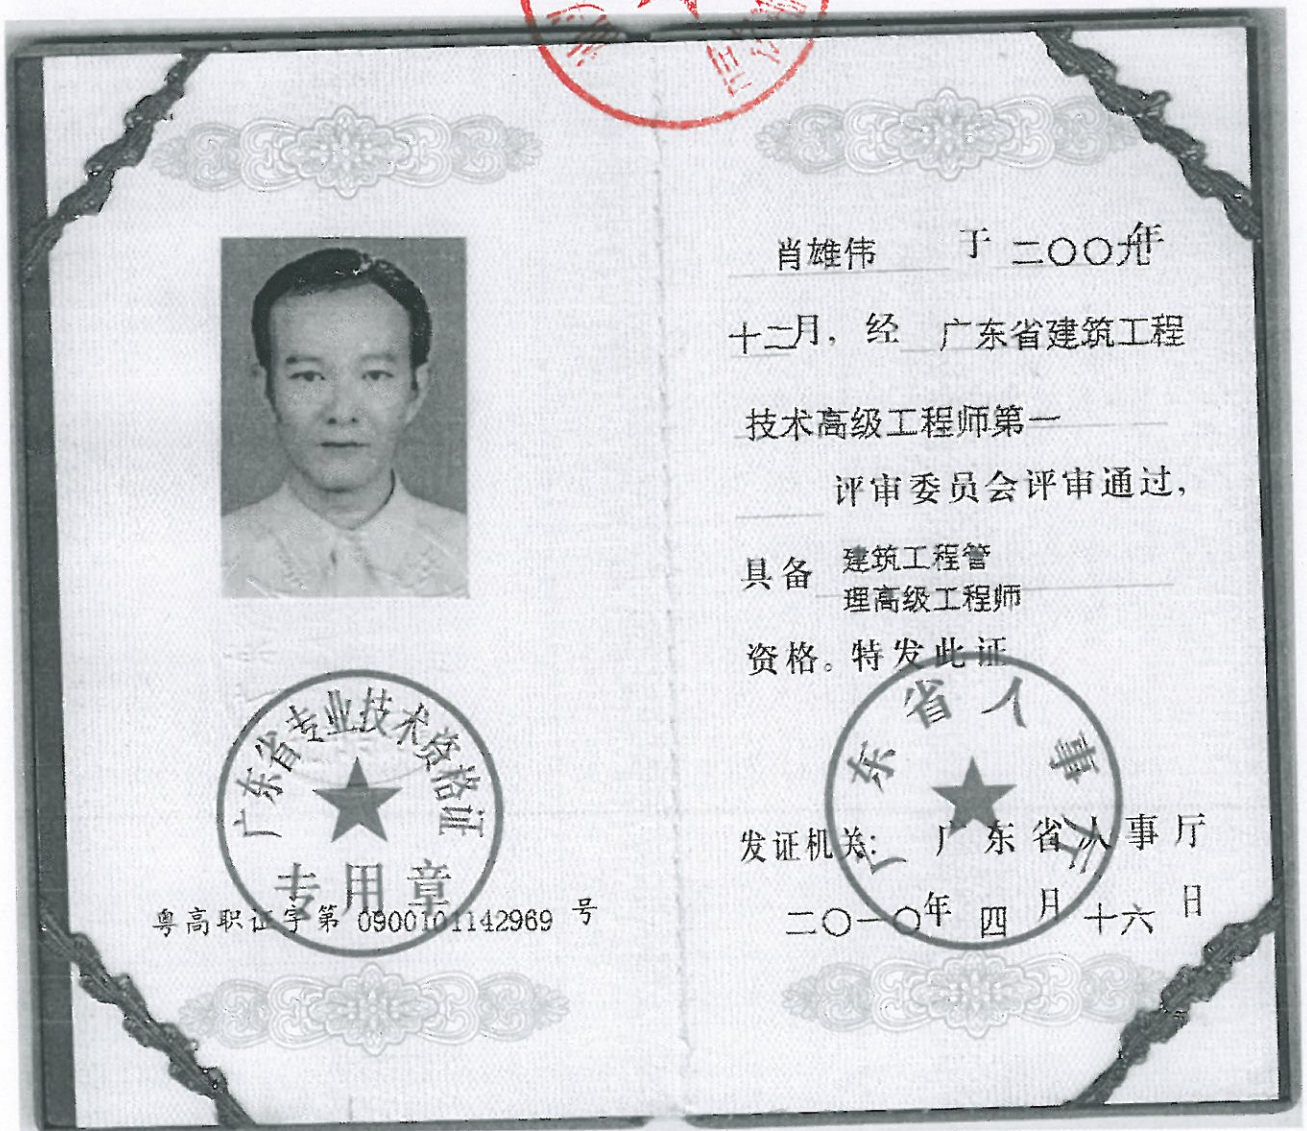 广东省专业技术资格证
专用章
粤高职证字第 0900101142969 号
肖雄伟 于 二〇〇九年
十二月，经 广东省建筑工程
技术高级工程师第一
评审委员会评审通过，
具备 建筑工程管
理高级工程师
资格。特发此证
广东省人事厅
发证机关：广东省人事厅
二〇一〇年 四 月 十六 日